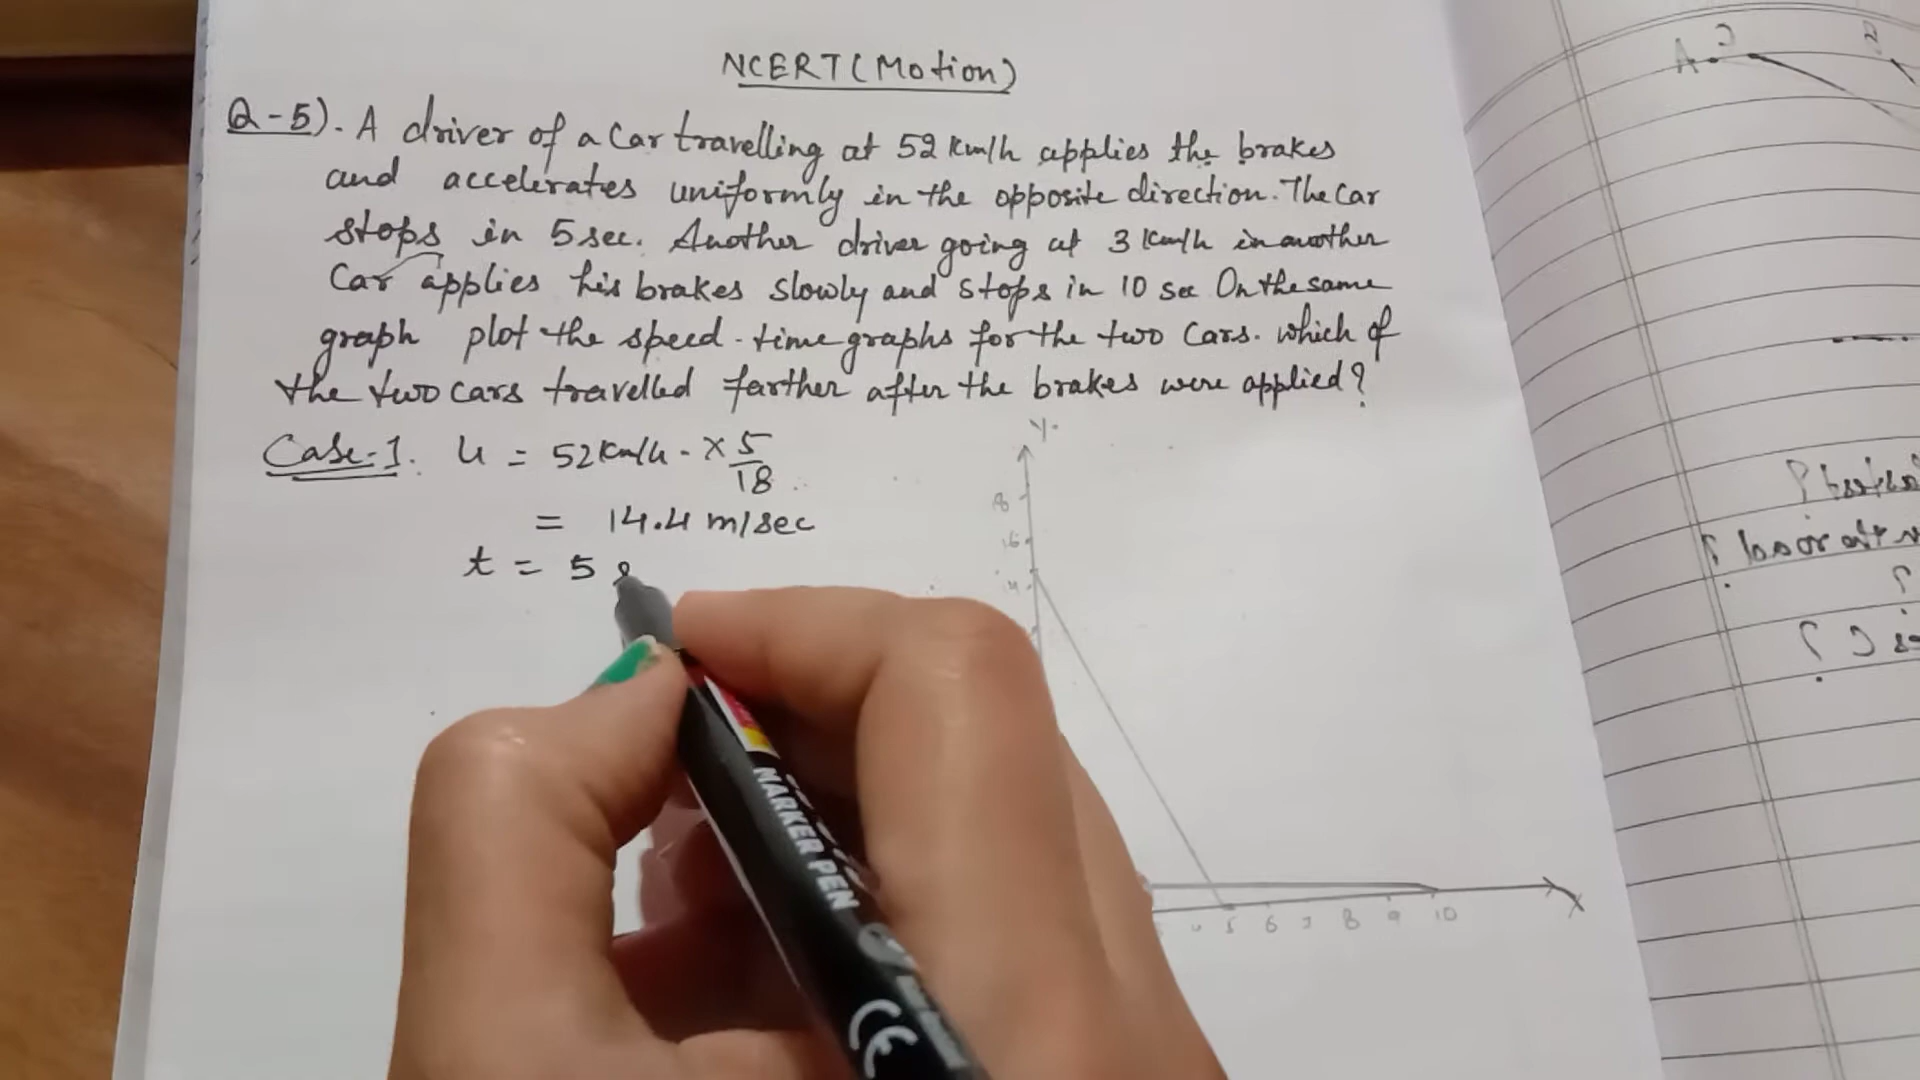 NCERT (Motion)
Q-5). A driver of a car travelling at 52 km/h applies the brakes
and accelerates uniformly in the opposite direction. The car
stops in 5 sec. Another driver going at 3 km/h in another
car applies his brakes slowly and stops in 10 sec On the same
graph plot the speed-time graphs for the two cars. which of
the two cars travelled farther after the brakes were applied?
Case-1. u = 52 km/h - × 5/18
= 14.4 m/sec
t = 5 s
Y
16
5 6 7 8 9 10
X
MARKER PEN
CE
A